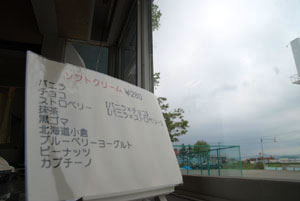 ソフトクリーム
バニラ
チョコ
ストロベリー
抹茶
黒ゴマ
北海道小倉
ブルーベリーヨーグルト
ピーナッツ
カプチーノ